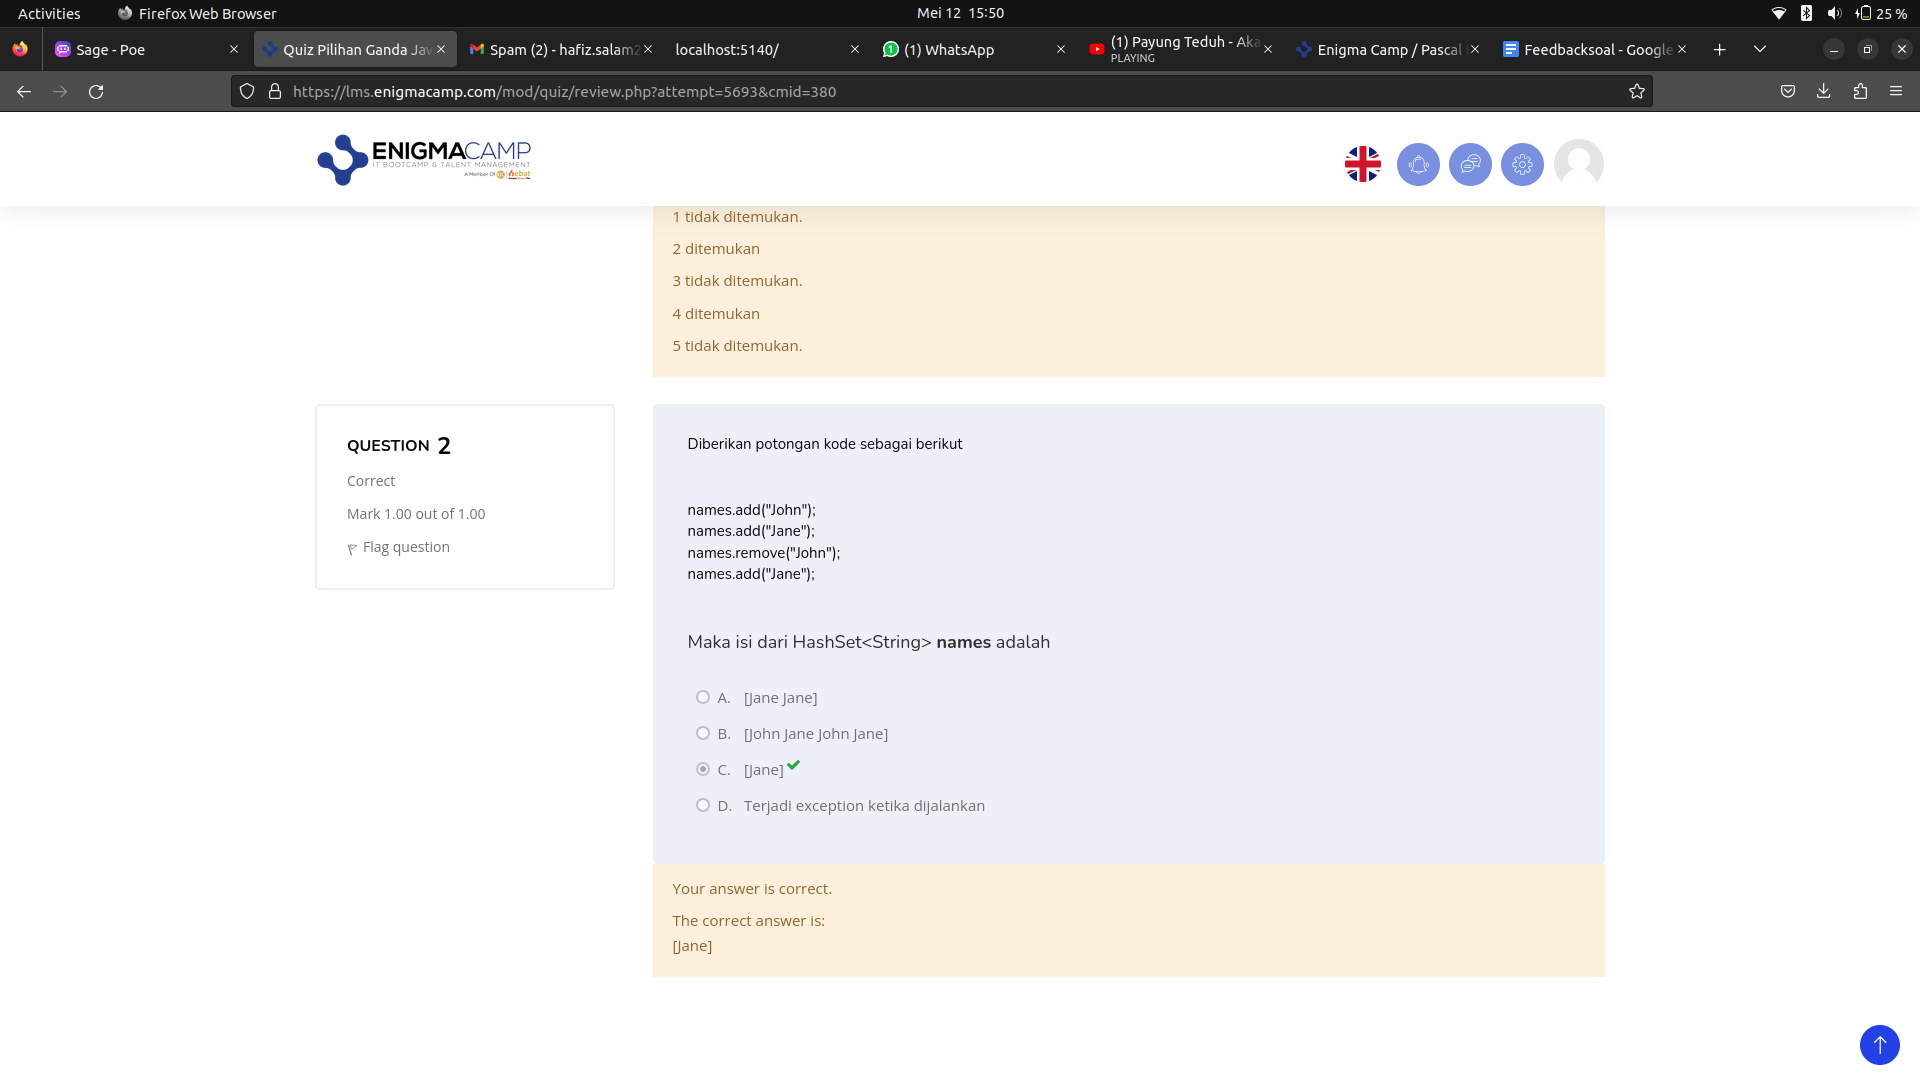 Activities
Firefox Web Browser
Mei 12 15:50
25 %
Sage - Poe
Quiz Pilihan Ganda Jav
Spam (2) - hafiz.salam2
localhost:5140/
(1) WhatsApp
(1) Payung Teduh - Aka
PLAYING
Enigma Camp / Pascal
Feedbacksoal - Google
https://lms.enigmacamp.com/mod/quiz/review.php?attempt=5693&cmid=380
ENIGMACAMP
IT BOOTCAMP & TALENT MANAGEMENT
A Member Of
1 tidak ditemukan.
2 ditemukan
3 tidak ditemukan.
4 ditemukan
5 tidak ditemukan.
QUESTION 2
Correct
Mark 1.00 out of 1.00
Flag question
Diberikan potongan kode sebagai berikut
names.add("John");
names.add("Jane");
names.remove("John");
names.add("Jane");
Maka isi dari HashSet<String> names adalah
A. [Jane Jane]
B. [John Jane John Jane]
C. [Jane]
D. Terjadi exception ketika dijalankan
Your answer is correct.
The correct answer is:
[Jane]